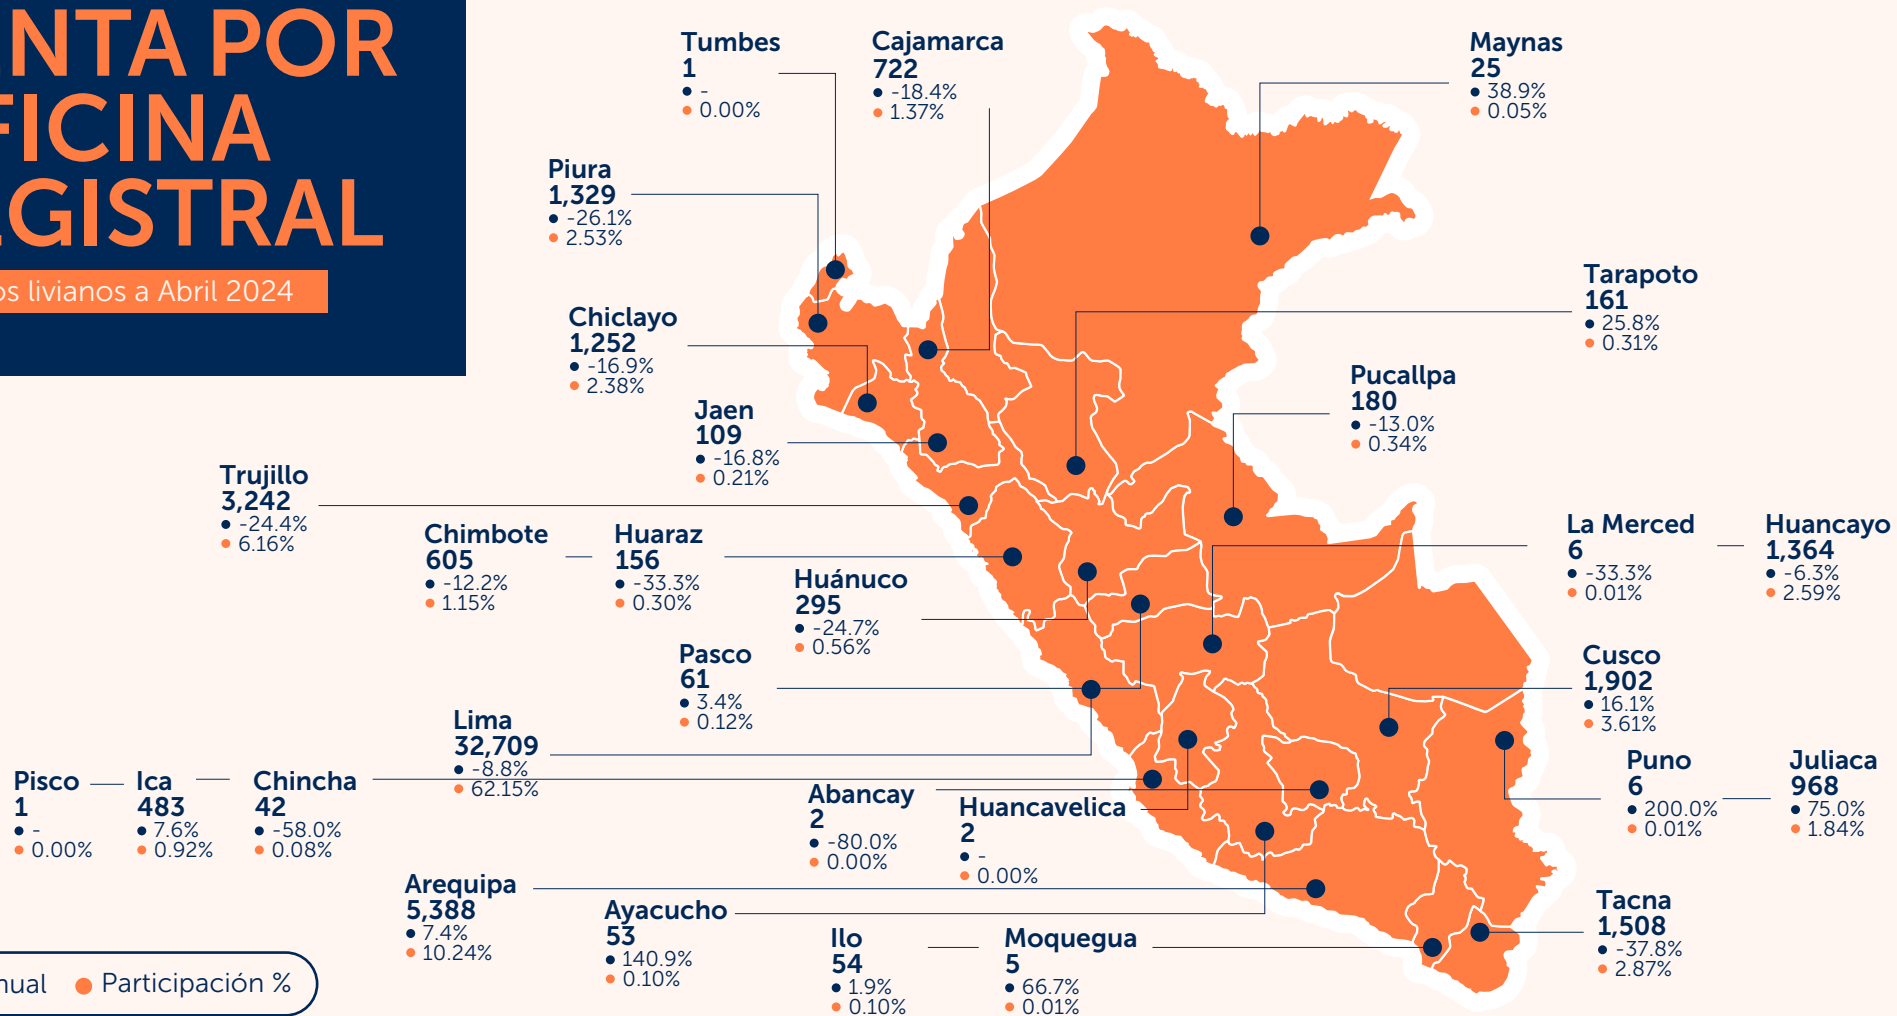 ENTA POR
FICINA
EGISTRAL
os livianos a Abril 2024
Tumbes
1
-
0.00%
Cajamarca
722
-18.4%
1.37%
Maynas
25
38.9%
0.05%
Piura
1,329
-26.1%
2.53%
Tarapoto
161
25.8%
0.31%
Chiclayo
1,252
-16.9%
2.38%
Pucallpa
180
-13.0%
0.34%
Jaen
109
-16.8%
0.21%
Trujillo
3,242
-24.4%
6.16%
Chimbote
605
-12.2%
1.15%
Huaraz
156
-33.3%
0.30%
La Merced
6
-33.3%
0.01%
Huancayo
1,364
-6.3%
2.59%
Huánuco
295
-24.7%
0.56%
Pasco
61
3.4%
0.12%
Cusco
1,902
16.1%
3.61%
Lima
32,709
-8.8%
62.15%
Puno
6
200.0%
0.01%
Juliaca
968
75.0%
1.84%
Pisco
1
-
0.00%
Ica
483
7.6%
0.92%
Chincha
42
-58.0%
0.08%
Abancay
2
-80.0%
0.00%
Huancavelica
2
-
0.00%
Arequipa
5,388
7.4%
10.24%
Ayacucho
53
140.9%
0.10%
Ilo
54
1.9%
0.10%
Moquegua
5
66.7%
0.01%
Tacna
1,508
-37.8%
2.87%
nual Participación %